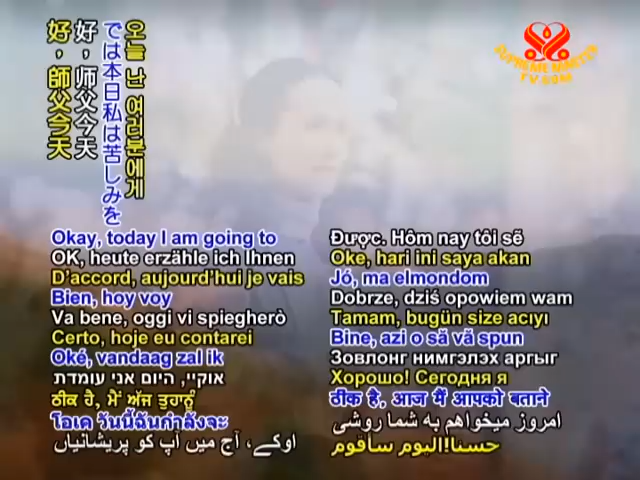 오늘 난 여러분에게
では本日私は苦しみを
好，师父今天
好，師父今天
SUPREME MASTER
TV.COM
Okay, today I am going to
OK, heute erzähle ich Ihnen
D'accord, aujourd'hui je vais
Bien, hoy voy
Va bene, oggi vi spiegherò
Certo, hoje eu contarei
Oké, vandaag zal ik
אוקיי, היום אני עומדת
ਠੀਕ ਹੈ, ਮੈਂ ਅੱਜ ਤੁਹਾਨੂੰ
โอเค วันนี้ฉันกำลังจะ
اوکے، آج میں آپ کو پریشانیاں
Được. Hôm nay tôi sẽ
Oke, hari ini saya akan
Jó, ma elmondom
Dobrze, dziś opowiem wam
Tamam, bugün size acıyı
Bine, azi o să vă spun
Зовлонг нимгэлэх аргыг
Хорошо! Сегодня я
ठीक है, आज मैं आपको बताने
امروز میخواهم به شما روشی
حسنا!اليوم سأقوم